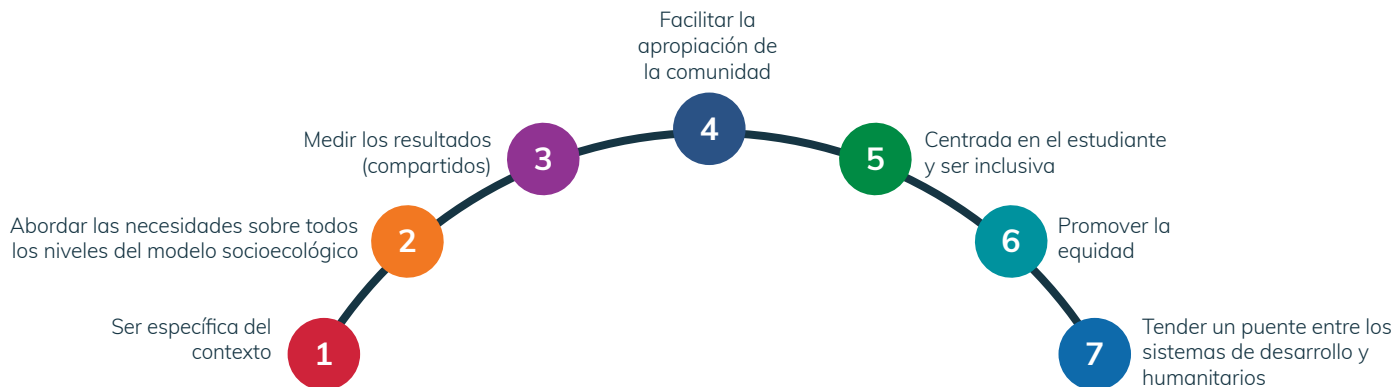 1
Ser específica del
contexto
2
Abordar las necesidades sobre todos
los niveles del modelo socioecológico
3
Medir los resultados
(compartidos)
4
Facilitar la
apropiación de
la comunidad
5
Centrada en el estudiante
y ser inclusiva
6
Promover la
equidad
7
Tender un puente entre los
sistemas de desarrollo y
humanitarios